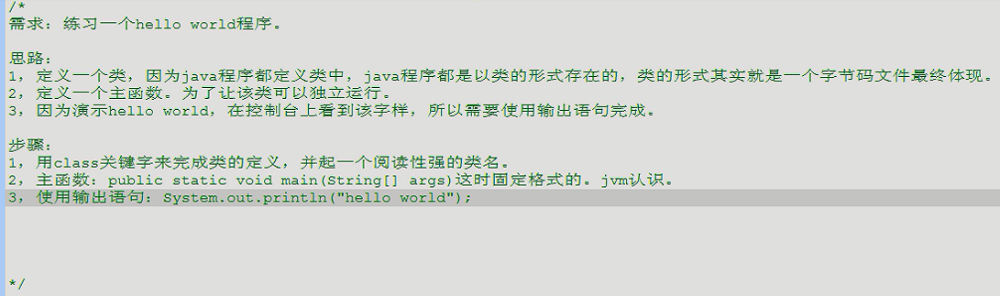 /*
需求：练习一个hello world程序。
思路：
1，定义一个类，因为java程序都定义类中，java程序都是以类的形式存在的，类的形式其实就是一个字节码文件最终体现。
2，定义一个主函数。为了让该类可以独立运行。
3，因为演示hello world，在控制台上看到该字样，所以需要使用输出语句完成。
步骤：
1，用class关键字来完成类的定义，并起一个阅读性强的类名。
2，主函数：public static void main(String[] args)这时固定格式的。jvm认识。
3，使用输出语句：System.out.println("hello world");
*/